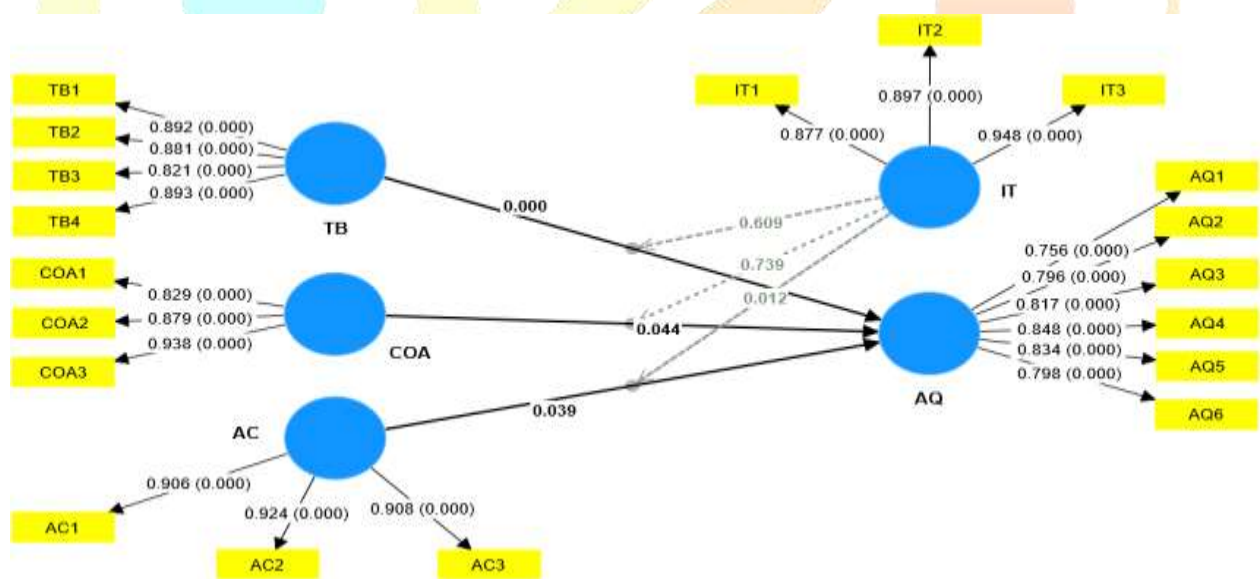 IT2
TB1
IT1
IT3
0.897 (0.000)
0.892 (0.000)
TB2
0.877 (0.000)
0.948 (0.000)
0.881 (0.000)
TB3
0.821 (0.000)
0.893 (0.000)
TB4
TB
0.000
IT
AQ1
AQ2
0.609
0.756 (0.000)
COA1
0.739
0.796 (0.000)
AQ3
0.829 (0.000)
0.012
0.817 (0.000)
COA2
0.879 (0.000)
0.044
0.848 (0.000)
AQ4
0.938 (0.000)
COA
0.834 (0.000)
COA3
AQ5
0.798 (0.000)
AQ
AC
0.039
AQ6
0.906 (0.000)
0.924 (0.000)
0.908 (0.000)
AC1
AC2
AC3